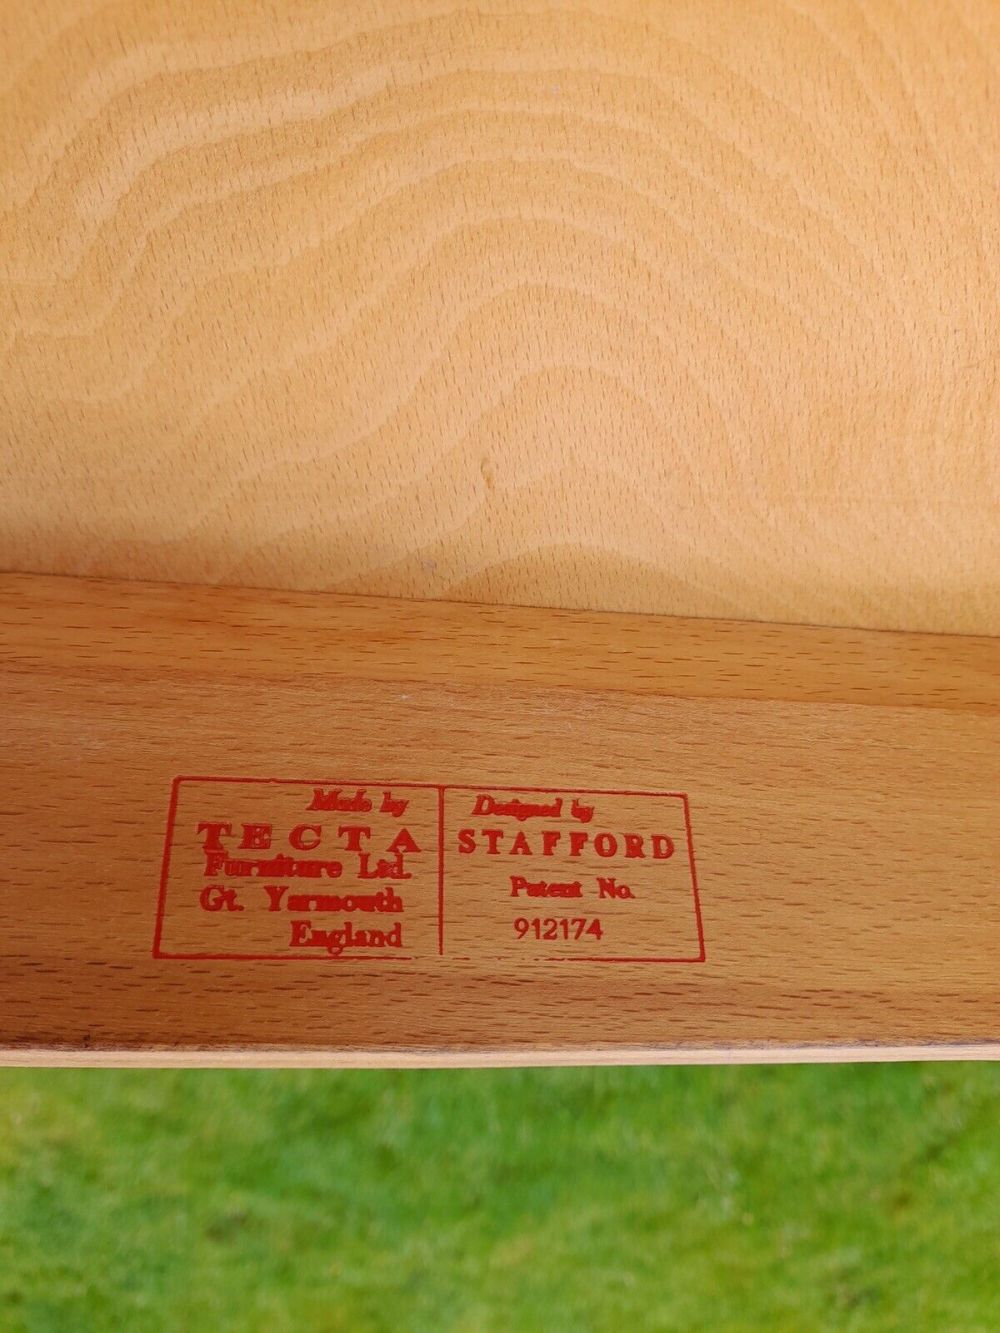 Made by
TECTA
Furniture Ltd.
Gt. Yarmouth
England
Designed by
STAFFORD
Patent No.
912174